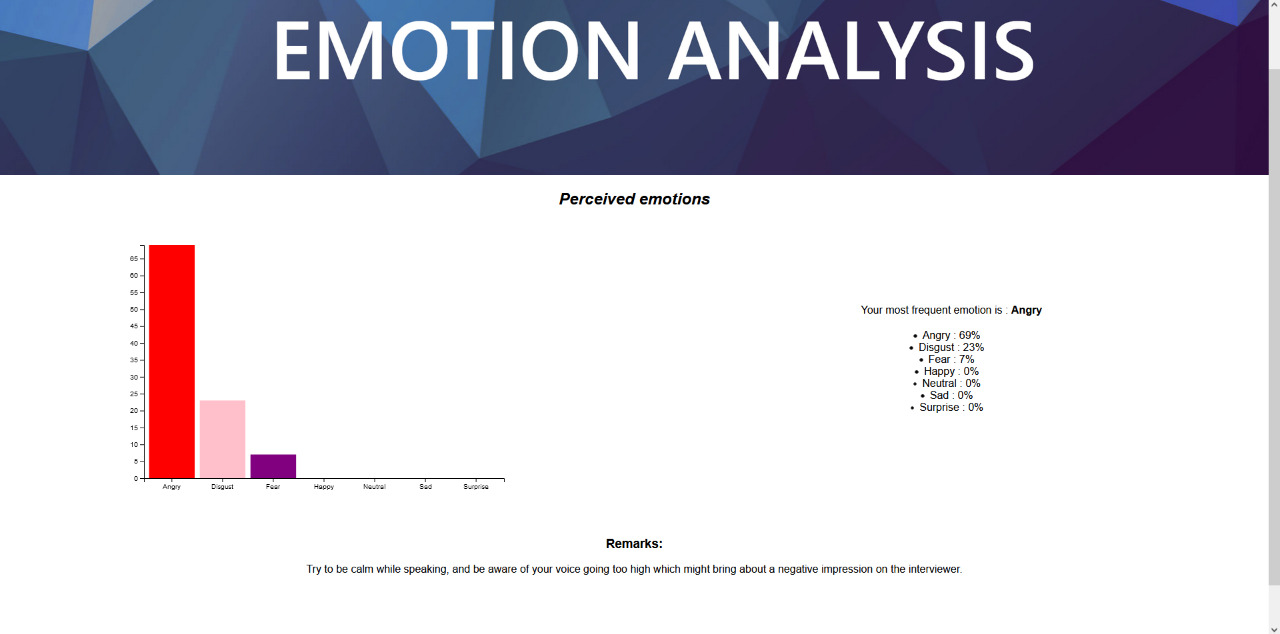 EMOTION ANALYSIS
Perceived emotions
65
60
55
50
45
40
35
30
25
20
15
10
5
0
Angry Disgust Fear Happy Neutral Sad Surprise
Your most frequent emotion is : Angry
• Angry : 69%
• Disgust : 23%
• Fear : 7%
• Happy : 0%
• Neutral : 0%
• Sad : 0%
• Surprise : 0%
Remarks:
Try to be calm while speaking, and be aware of your voice going too high which might bring about a negative impression on the interviewer.